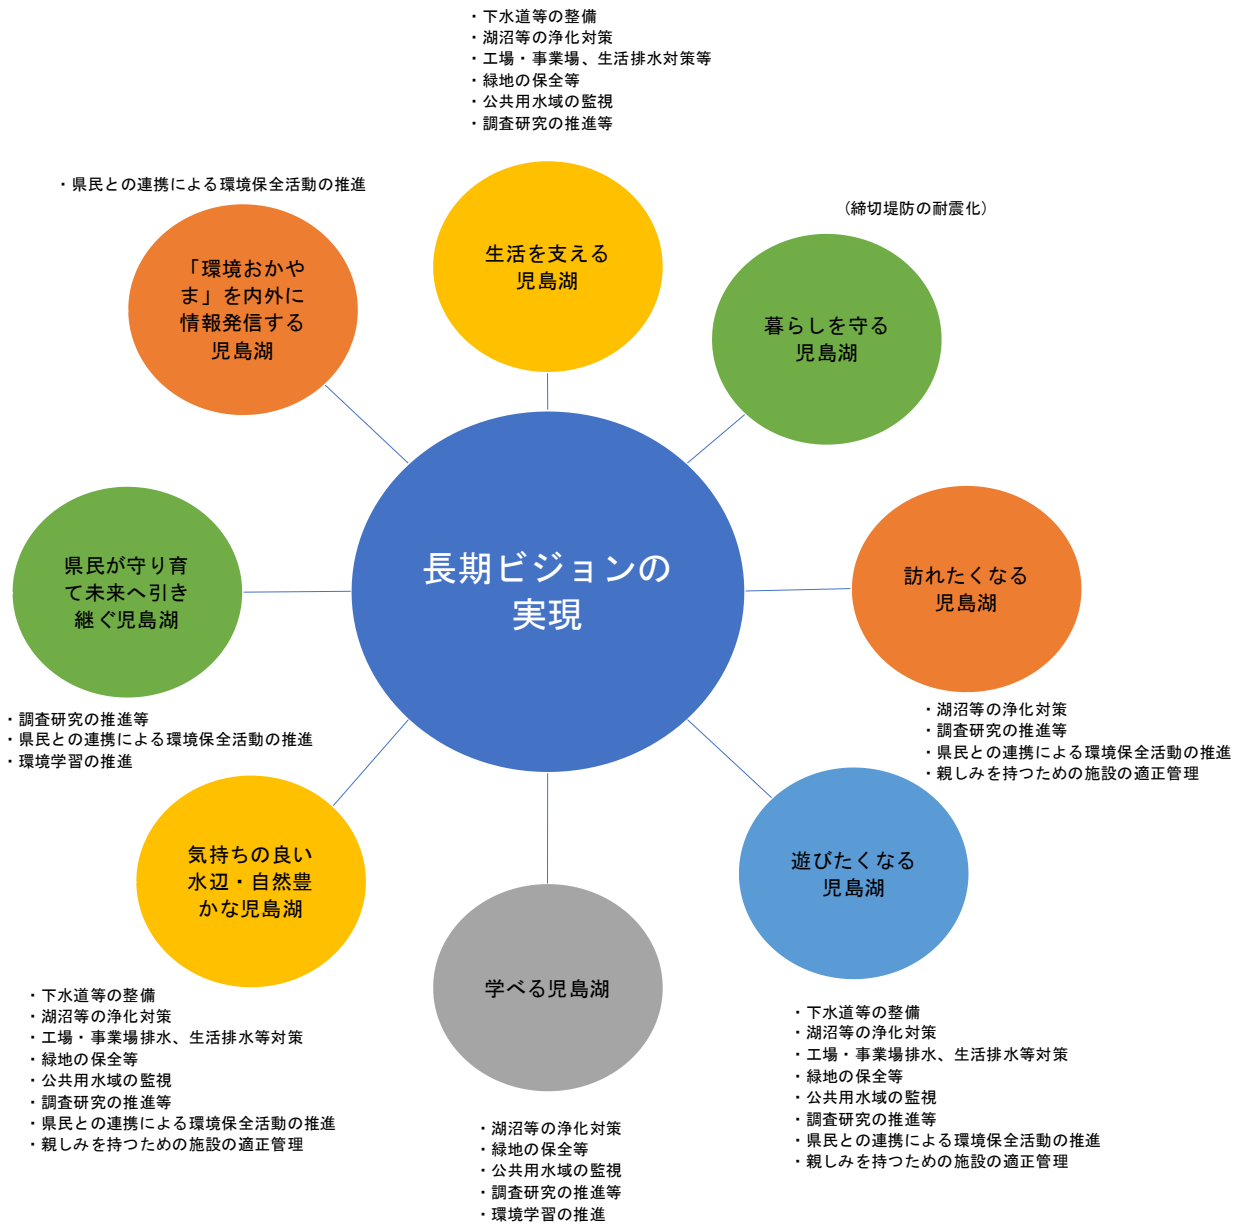 ・下水道等の整備
・湖沼等の浄化対策
・工場・事業場、生活排水対策等
・緑地の保全等
・公共用水域の監視
・調査研究の推進等
生活を支える
児島湖
（締切堤防の耐震化）
暮らしを守る
児島湖
訪れたくなる
児島湖
・湖沼等の浄化対策
・調査研究の推進等
・県民との連携による環境保全活動の推進
・親しみを持つための施設の適正管理
遊びたくなる
児島湖
・下水道等の整備
・湖沼等の浄化対策
・工場・事業場排水、生活排水等対策
・緑地の保全等
・公共用水域の監視
・調査研究の推進等
・県民との連携による環境保全活動の推進
・親しみを持つための施設の適正管理
学べる児島湖
・湖沼等の浄化対策
・緑地の保全等
・公共用水域の監視
・調査研究の推進等
・環境学習の推進
気持ちの良い
水辺・自然豊
かな児島湖
・下水道等の整備
・湖沼等の浄化対策
・工場・事業場排水、生活排水等対策
・緑地の保全等
・公共用水域の監視
・調査研究の推進等
・県民との連携による環境保全活動の推進
・親しみを持つための施設の適正管理
県民が守り育
て未来へ引き
継ぐ児島湖
・調査研究の推進等
・県民との連携による環境保全活動の推進
・環境学習の推進
・県民との連携による環境保全活動の推進
「環境おかや
ま」を内外に
情報発信する
児島湖
長期ビジョンの
実現